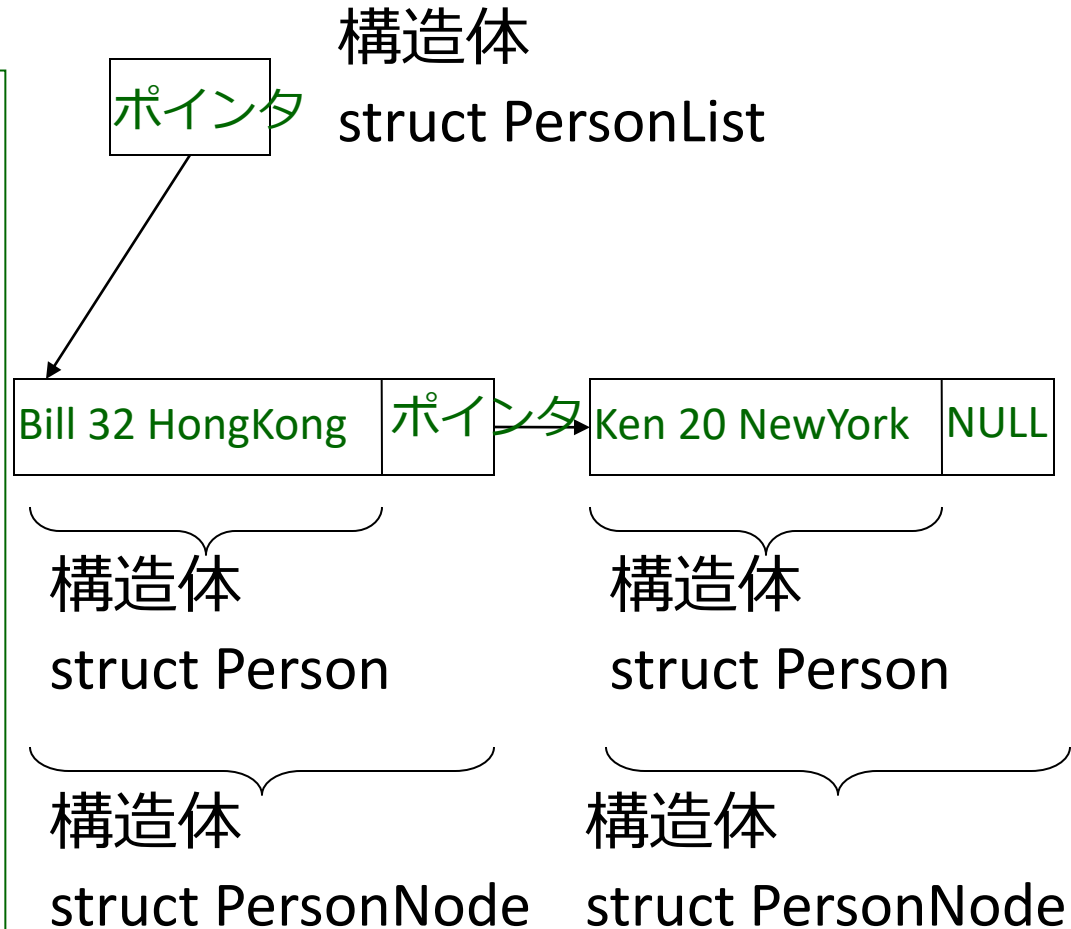 構造体
struct PersonList
ポインタ
Bill 32 HongKong ポインタ Ken 20 NewYork NULL
構造体 構造体
struct Person struct Person
構造体 構造体
struct PersonNode struct PersonNode